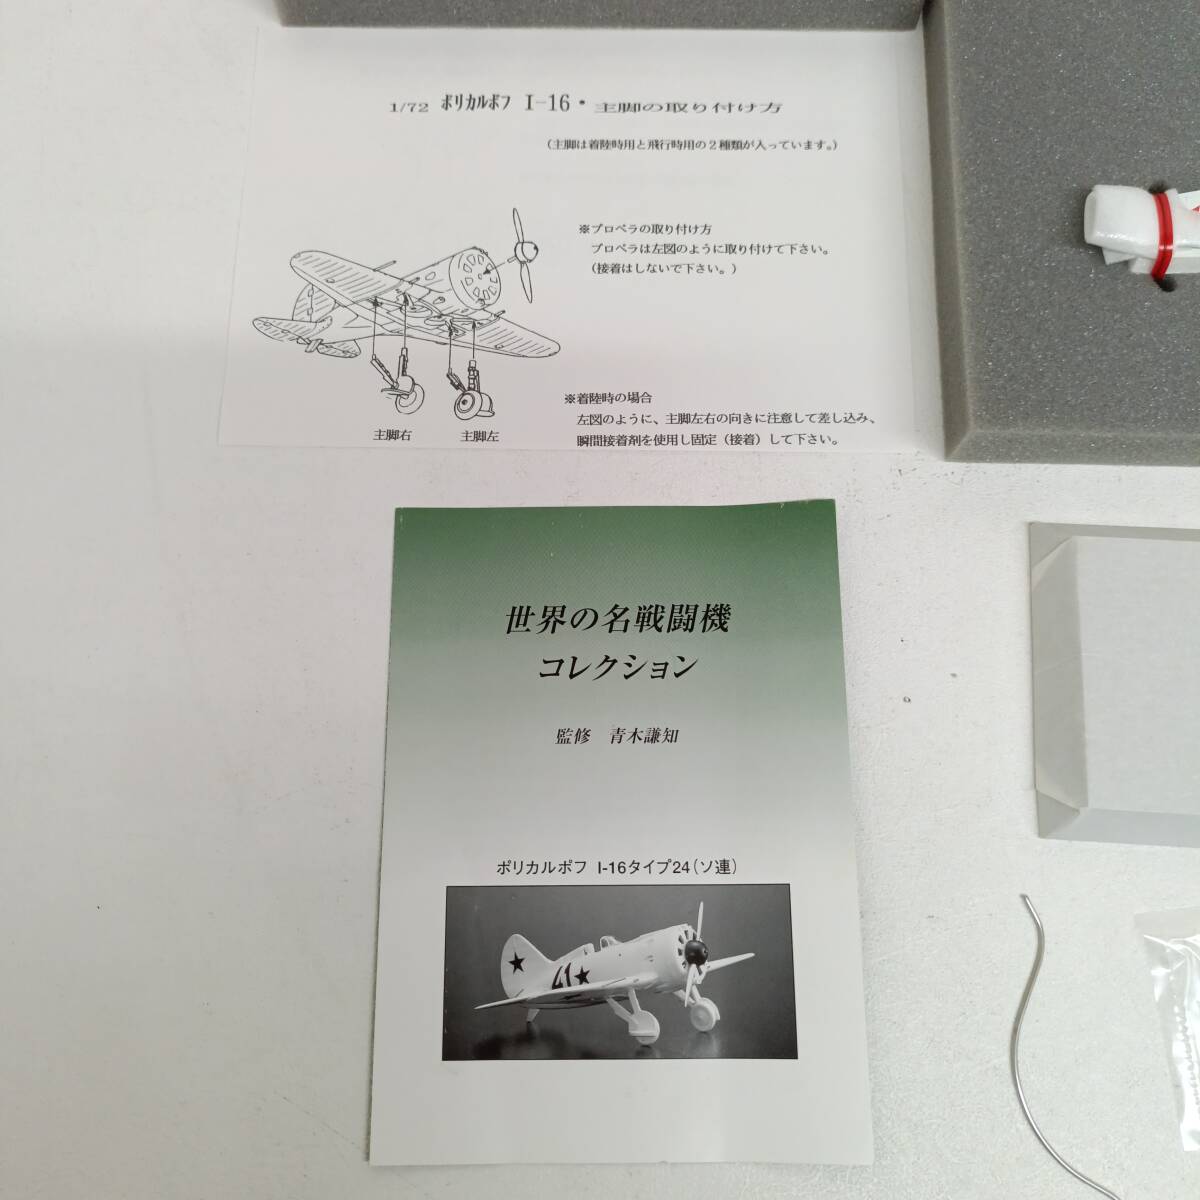 1/72 ポリカルポフ I-16・主脚の取り付け方
(主脚は着陸時用と飛行時用の2種類が入っています。)
※プロペラの取り付け方
プロペラは左図のように取り付けて下さい。
(接着はしないで下さい。)
※着陸時の場合
左図のように、主脚左右の向きに注意して差し込み、
瞬間接着剤を使用し固定(接着)して下さい。
主脚右 主脚左
世界の名戦闘機
コレクション
監修 青木謙知
ポリカルポフ I-16タイプ24(ソ連)
41